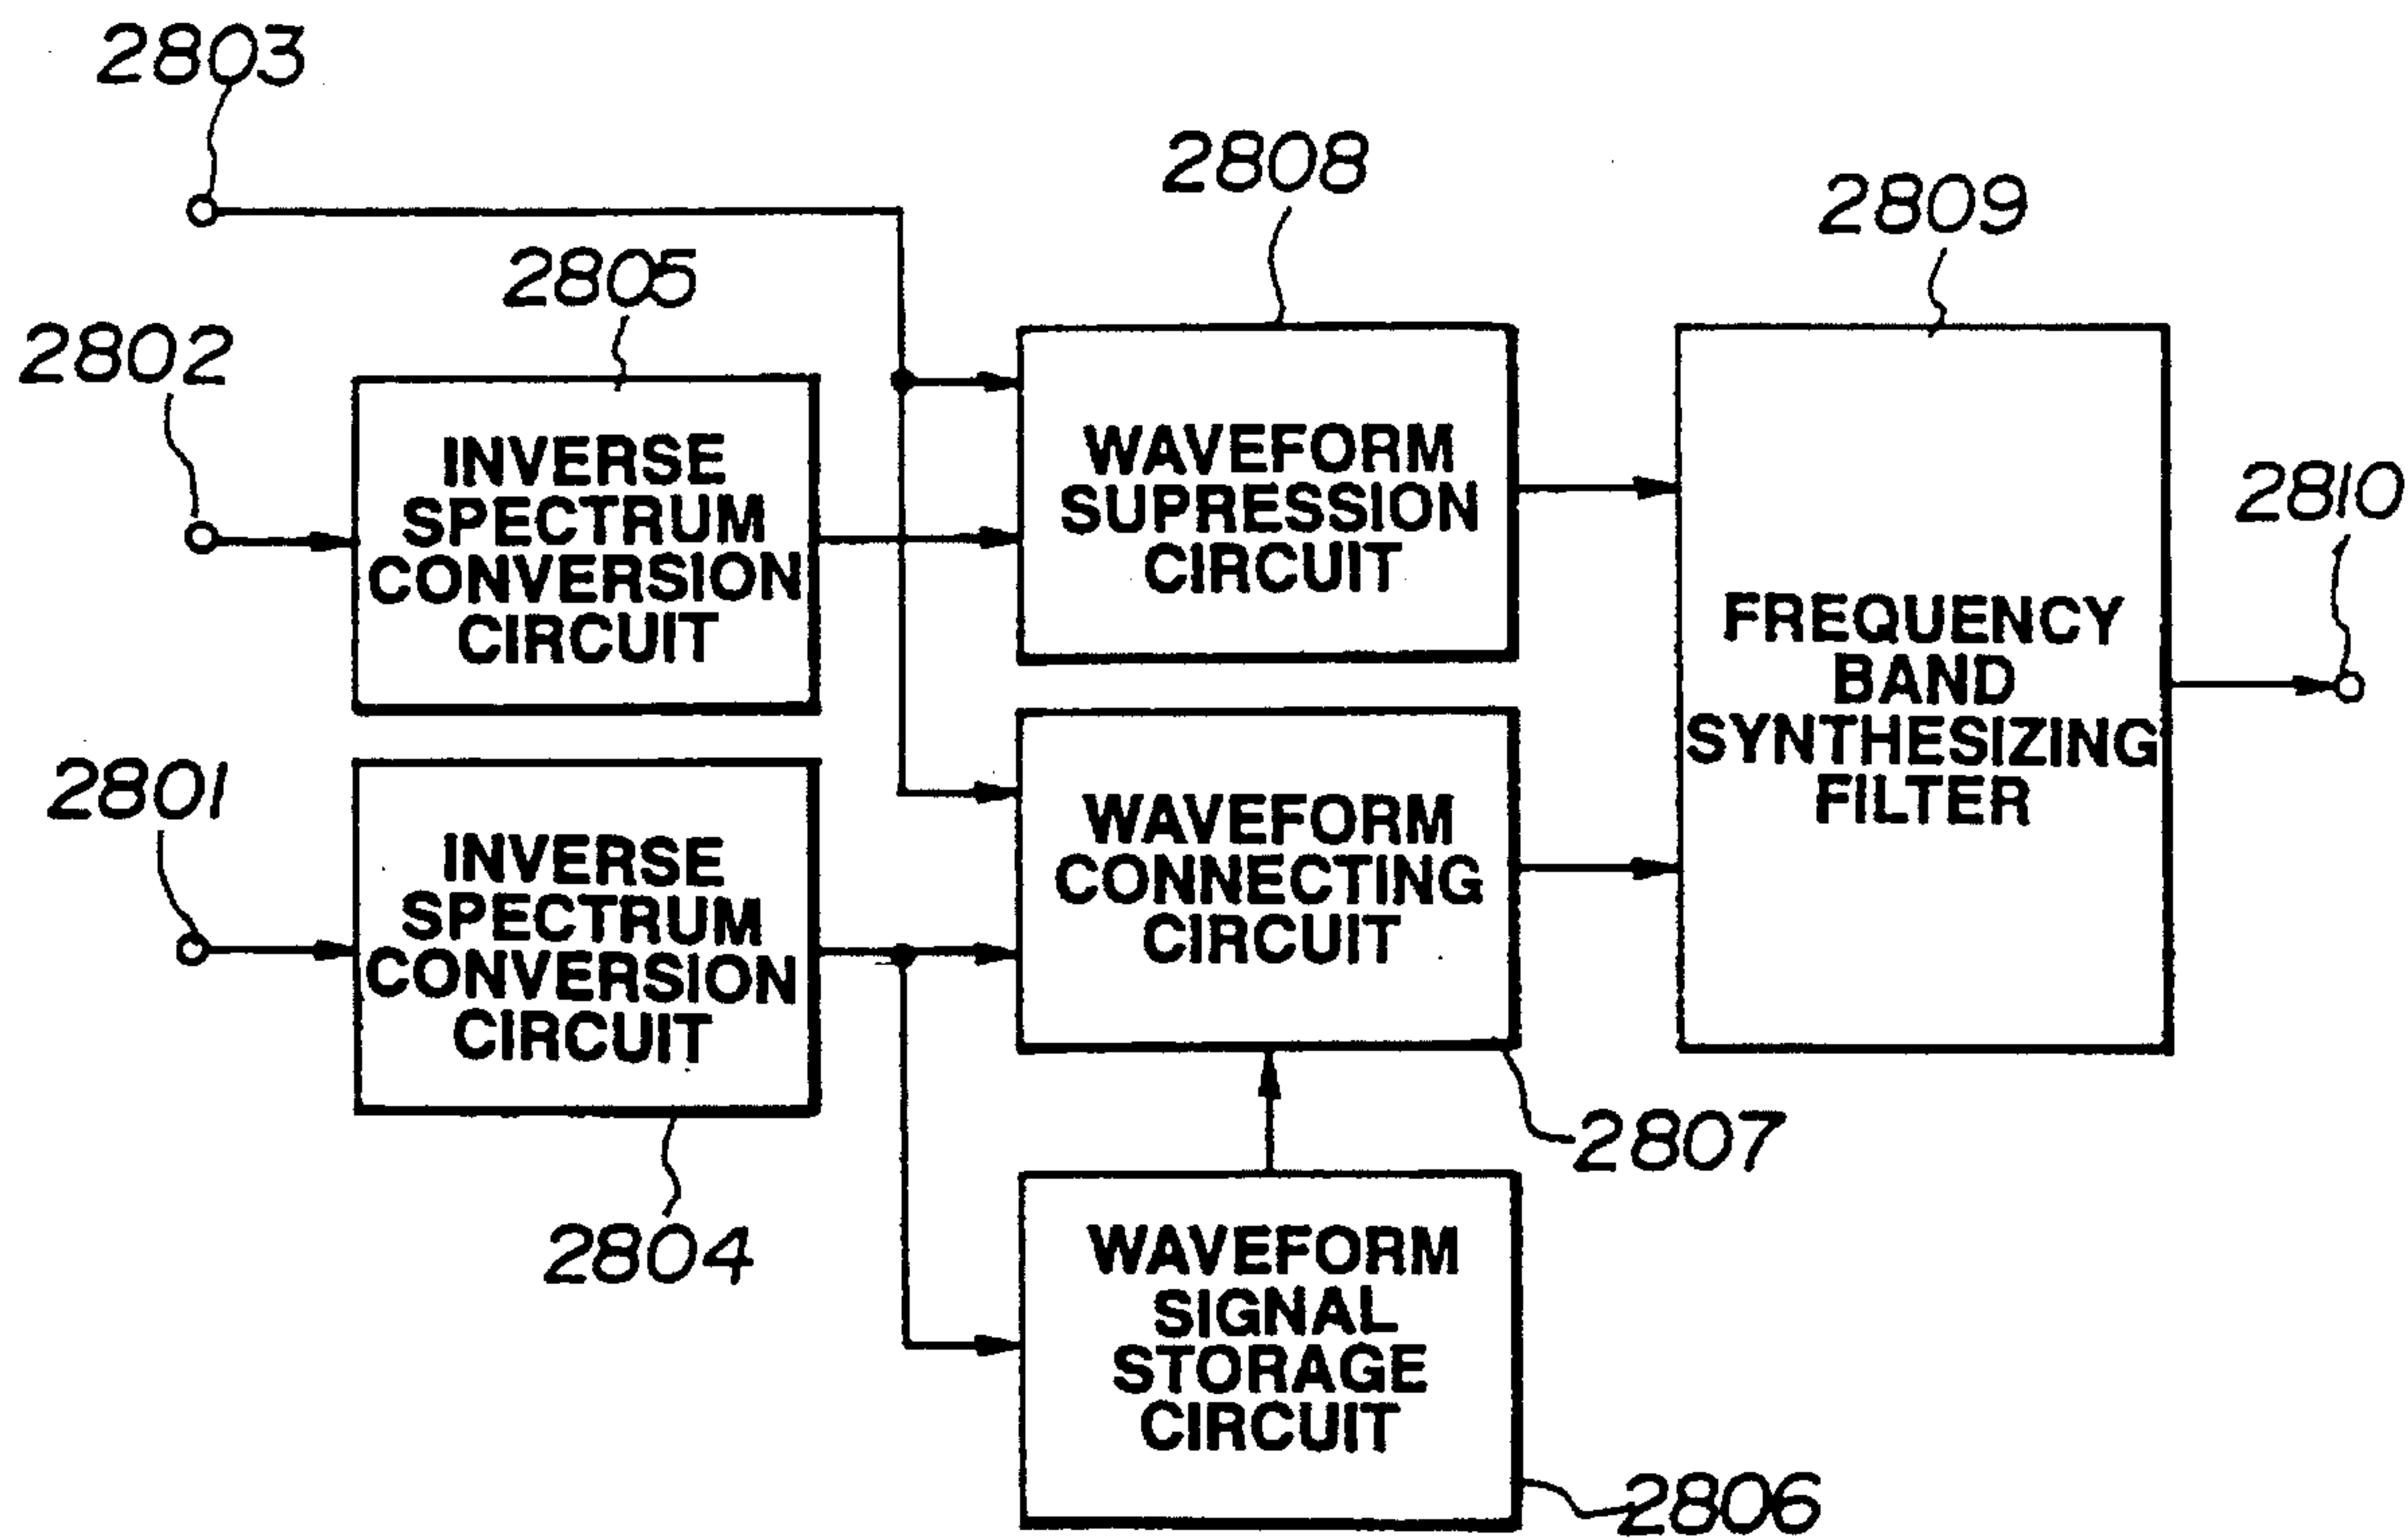 2803
2808
2809
2805
2802
INVERSE
SPECTRUM
CONVERSION
CIRCUIT
WAVEFORM
SUPRESSION
CIRCUIT
FREQUENCY
BAND
SYNTHESIZING
FILTER
2810
2801
INVERSE
SPECTRUM
CONVERSION
CIRCUIT
2804
WAVEFORM
CONNECTING
CIRCUIT
2807
WAVEFORM
SIGNAL
STORAGE
CIRCUIT
2806